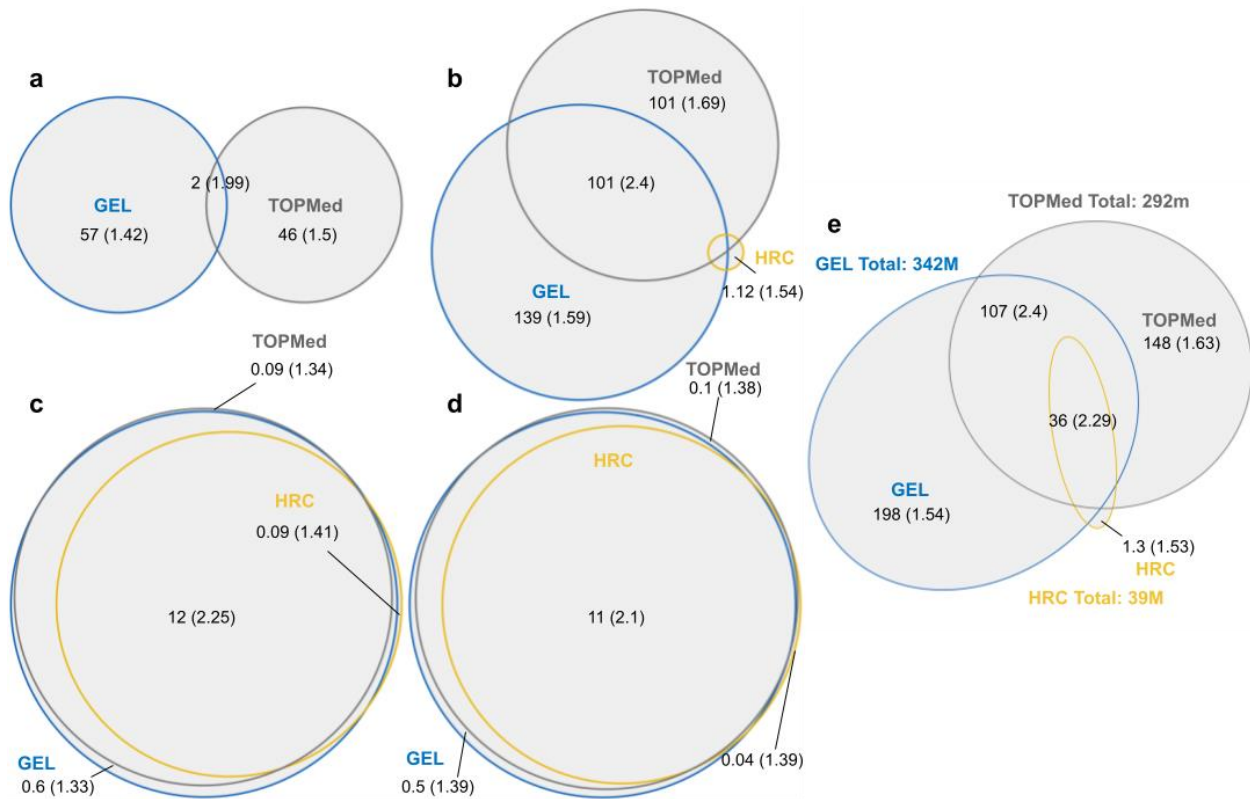 a
GEL
57 (1.42)
2 (1.99)
TOPMed
46 (1.5)
b
TOPMed
101 (1.69)
101 (2.4)
HRC
1.12 (1.54)
GEL
139 (1.59)
c
TOPMed
0.09 (1.34)
HRC
0.09 (1.41)
12 (2.25)
GEL
0.6 (1.33)
d
TOPMed
0.1 (1.38)
HRC
11 (2.1)
GEL
0.5 (1.39)
0.04 (1.39)
e
TOPMed Total: 292m
GEL Total: 342M
107 (2.4)
TOPMed
148 (1.63)
36 (2.29)
GEL
198 (1.54)
1.3 (1.53)
HRC
HRC Total: 39M